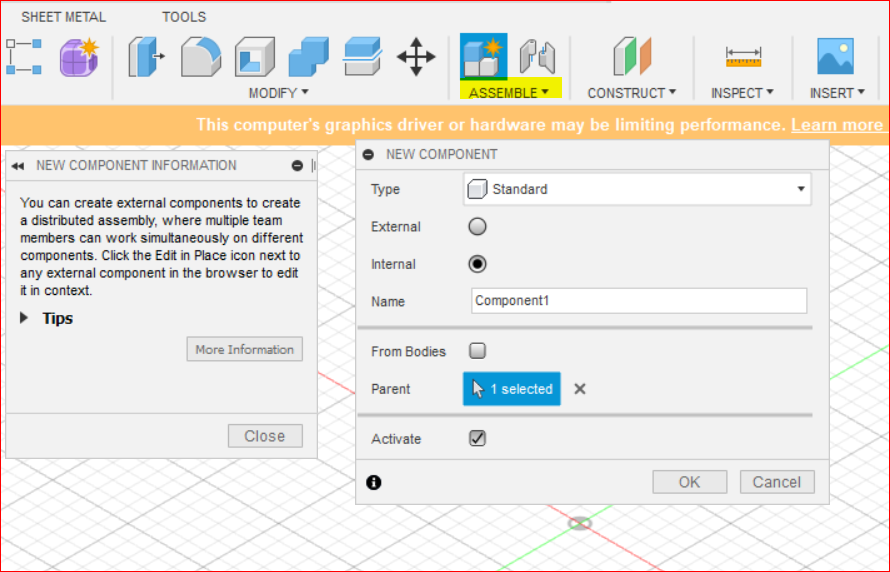 SHEET METAL TOOLS
MODIFY ASSEMBLE CONSTRUCT INSPECT INSERT
This computer's graphics driver or hardware may be limiting performance. Learn more
NEW COMPONENT INFORMATION
You can create external components to create
a distributed assembly, where multiple team
members can work simultaneously on different
components. Click the Edit in Place icon next to
any external component in the browser to edit
it in context.
Tips
More Information
Close
NEW COMPONENT
Type Standard
External
Internal
Name Component1
From Bodies
Parent 1 selected
Activate
OK Cancel